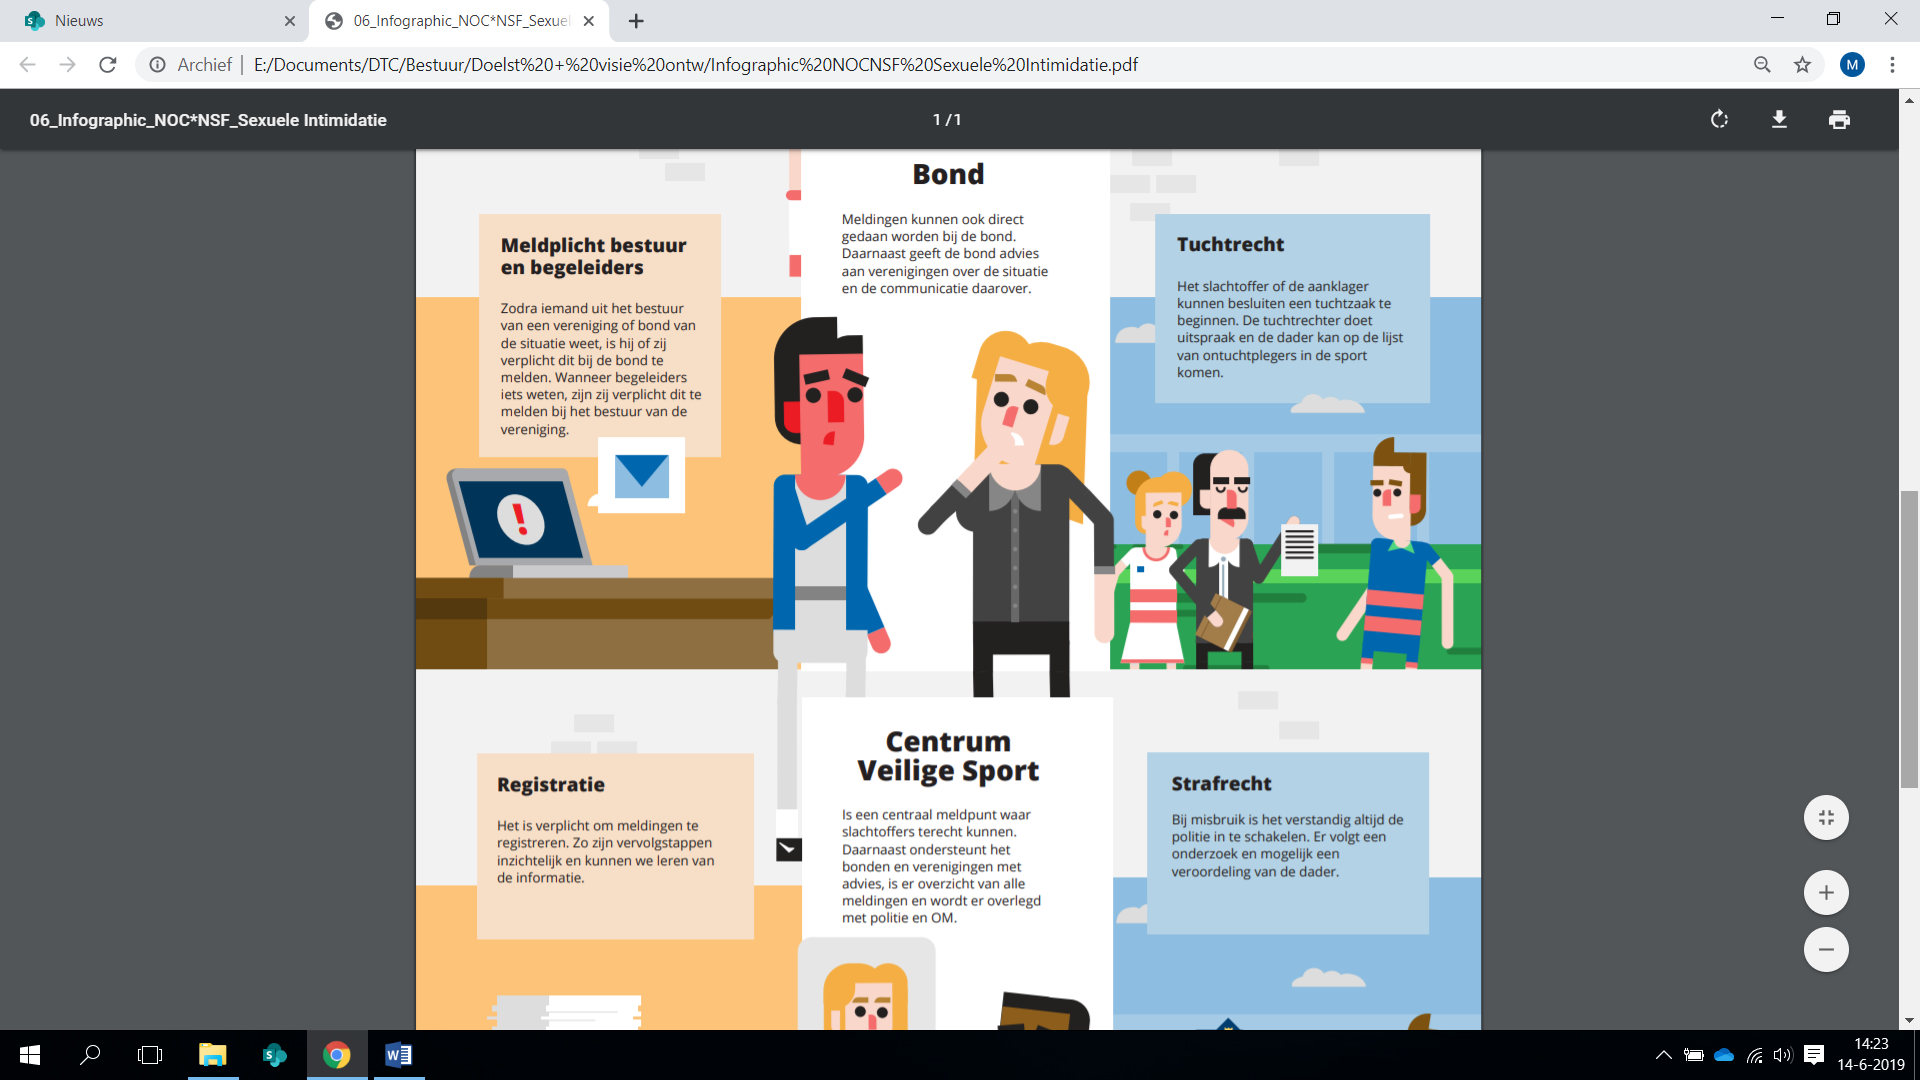 Nieuws
06_Infographic_NOC*NSF_Sexue
Archief
E:/Documents/DTC/Bestuur/Doelst%20+%20visie%20ontw/Infographic%20NOCNSF%20Sexuele%20Intimidatie.pdf
M
06_Infographic_NOC*NSF_Sexuele Intimidatie
1 / 1
Bond
Meldingen kunnen ook direct
gedaan worden bij de bond.
Daarnaast geeft de bond advies
aan verenigingen over de situatie
en de communicatie daarover.
Meldplicht bestuur
en begeleiders
Zodra iemand uit het bestuur
van een vereniging of bond van
de situatie weet, is hij of zij
verplicht dit bij de bond te
melden. Wanneer begeleiders
iets weten, zijn zij verplicht dit te
melden bij het bestuur van de
vereniging.
!
Tuchtrecht
Het slachtoffer of de aanklager
kunnen besluiten een tuchtzaak te
beginnen. De tuchtrechter doet
uitspraak en de dader kan op de lijst
van ontuchtplegers in de sport
komen.
Registratie
Het is verplicht om meldingen te
registreren. Zo zijn vervolgstappen
inzichtelijk en kunnen we leren van
de informatie.
Centrum
Veilige Sport
Is een centraal meldpunt waar
slachtoffers terecht kunnen.
Daarnaast ondersteunt het
bonden en verenigingen met
advies, is er overzicht van alle
meldingen en wordt er overlegd
met politie en OM.
Strafrecht
Bij misbruik is het verstandig altijd de
politie in te schakelen. Er volgt een
onderzoek en mogelijk een
veroordeling van de dader.
14:23
14-6-2019